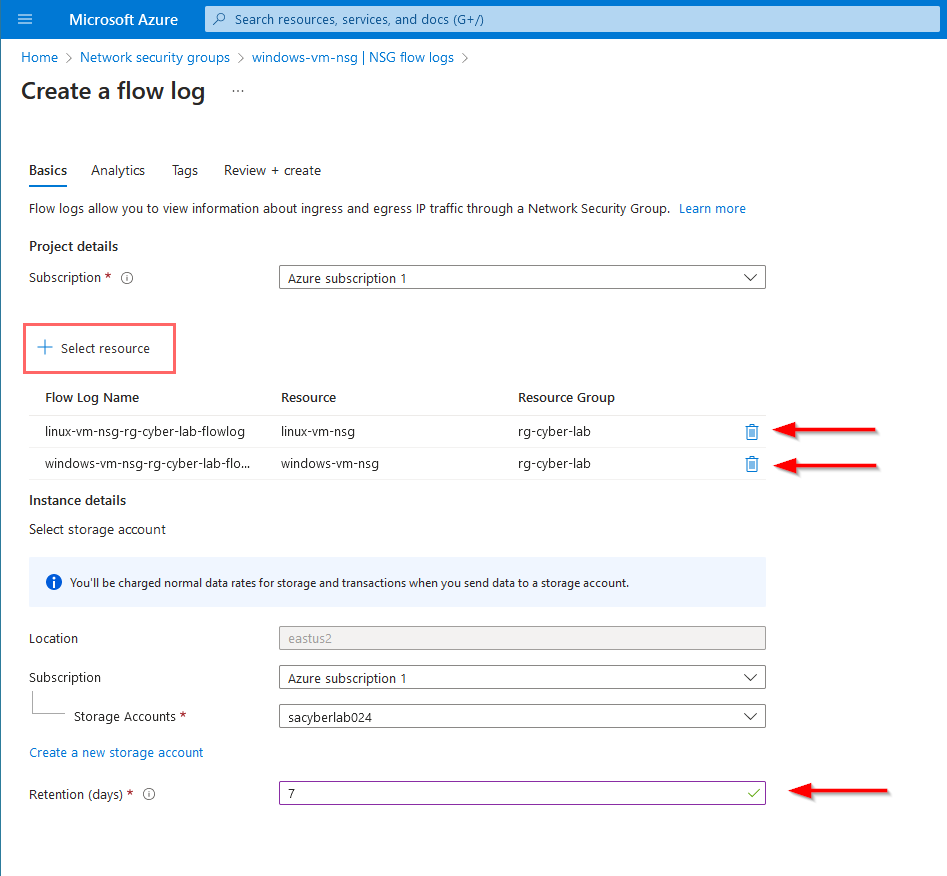 Microsoft Azure
Search resources, services, and docs (G+/)
Home > Network security groups > windows-vm-nsg | NSG flow logs >
Create a flow log ...
Basics Analytics Tags Review + create
Flow logs allow you to view information about ingress and egress IP traffic through a Network Security Group. Learn more
Project details
Subscription * Azure subscription 1
+ Select resource
Flow Log Name Resource Resource Group
linux-vm-nsg-rg-cyber-lab-flowlog linux-vm-nsg rg-cyber-lab
windows-vm-nsg-rg-cyber-lab-flo... windows-vm-nsg rg-cyber-lab
Instance details
Select storage account
You'll be charged normal data rates for storage and transactions when you send data to a storage account.
Location eastus2
Subscription Azure subscription 1
Storage Accounts * sacyberlab024
Create a new storage account
Retention (days) * 7